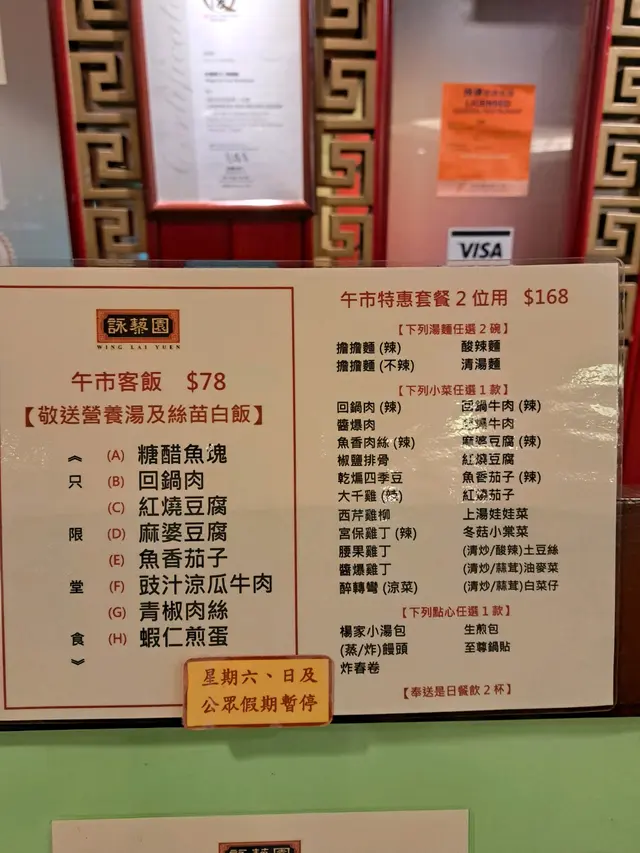 VISA
詠藜園
WING LAI YUEN
午市客飯 $78
【敬送營養湯及絲苗白飯】
(A) 糖醋魚塊
(B) 回鍋肉
(C) 紅燒豆腐
(D) 麻婆豆腐
(E) 魚香茄子
(F) 豉汁涼瓜牛肉
(G) 青椒肉絲
(H) 蝦仁煎蛋
《只限堂食》
星期六、日及
公眾假期暫停
午市特惠套餐 2 位用 $168
【下列湯麵任選 2 碗】
擔擔麵 (辣) 酸辣麵
擔擔麵 (不辣) 清湯麵
【下列小菜任選 1 款】
回鍋肉 (辣) 回鍋牛肉 (辣)
醬爆肉 醬爆牛肉
魚香肉絲 (辣) 麻婆豆腐 (辣)
椒鹽排骨 紅燒豆腐
乾煸四季豆 魚香茄子 (辣)
大千雞 (辣) 紅燒茄子
西芹雞柳 上湯娃娃菜
宮保雞丁 (辣) 冬菇小棠菜
腰果雞丁 (清炒/酸辣)土豆絲
醬爆雞丁 (清炒/蒜茸)油麥菜
醉轉彎 (涼菜) (清炒/蒜茸)白菜仔
【下列點心任選 1 款】
楊家小湯包 生煎包
(蒸/炸)饅頭 至尊鍋貼
炸春卷
【奉送是日餐飲 2 杯】